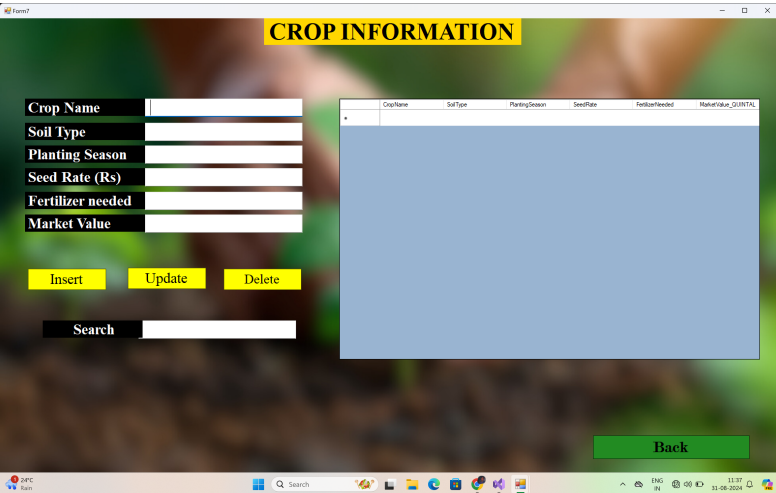 Form7
CROP INFORMATION
Crop Name
Soil Type
Planting Season
Seed Rate (Rs)
Fertilizer needed
Market Value
CropName SoilType PlantingSeason SeedRate FertilizerNeeded MarketValue_QUINTAL
Insert Update Delete
Search
Back
24°C
Rain
Search
ENG
IN
11:37
31-08-2024